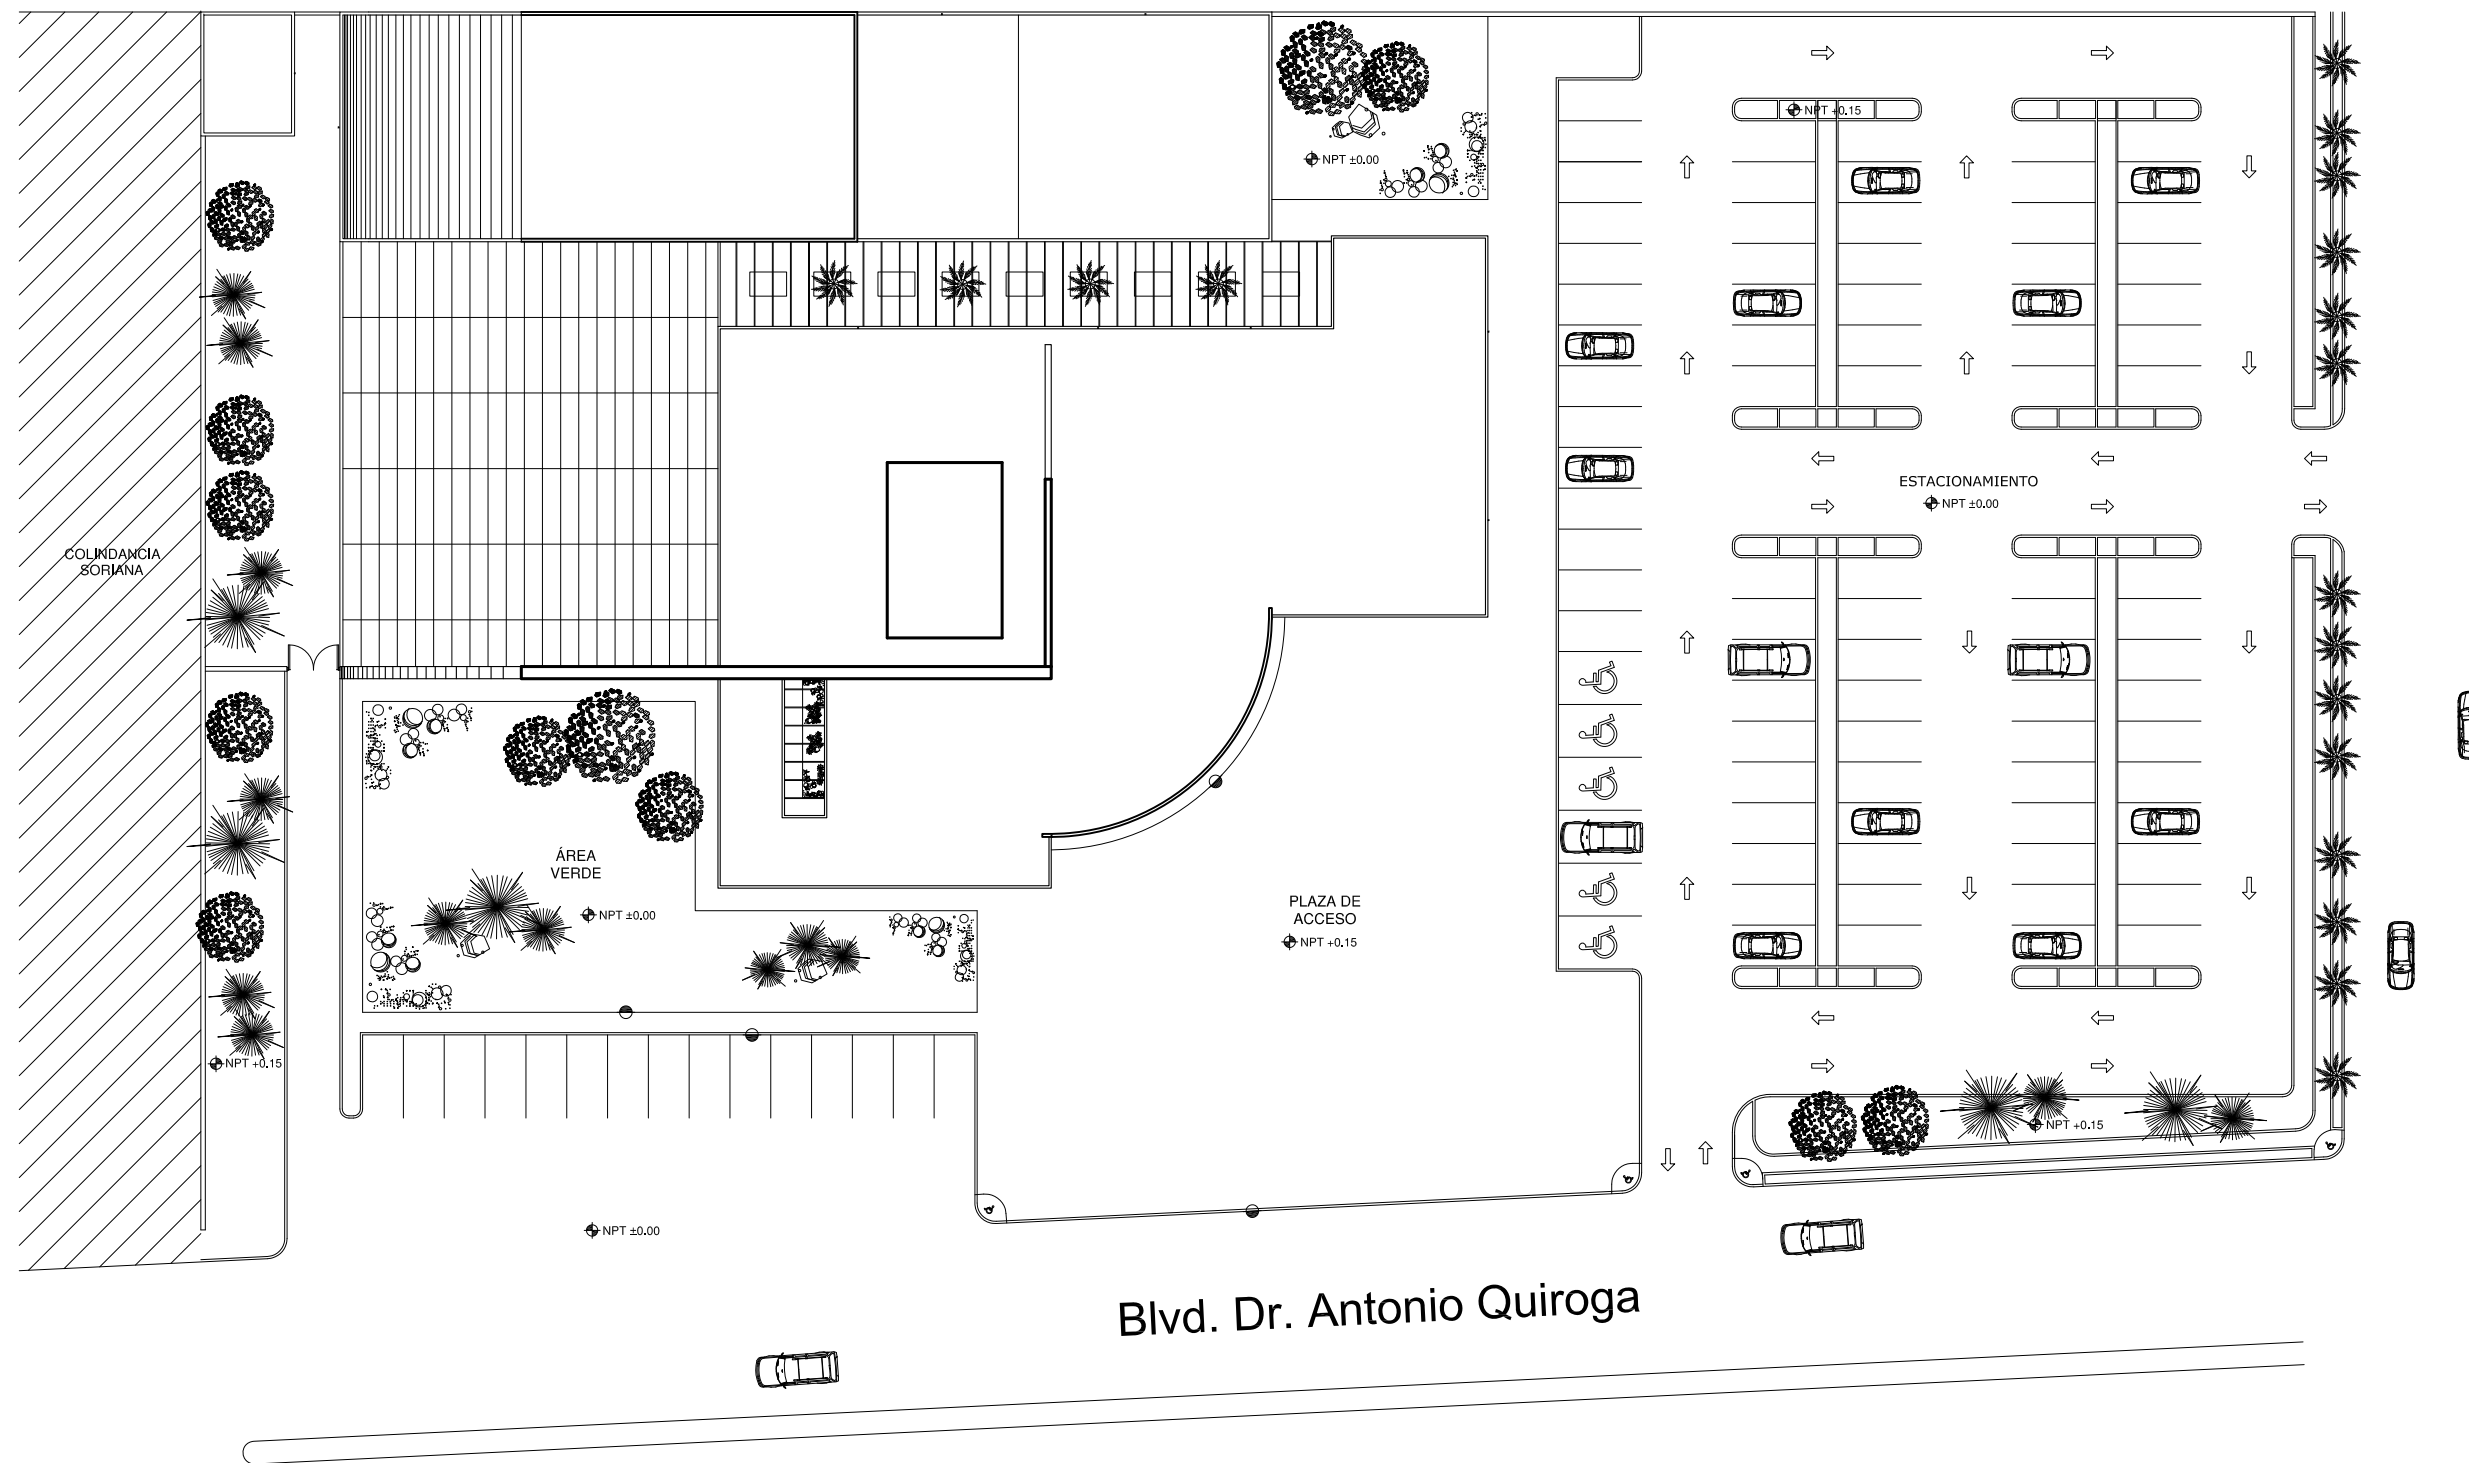 NPT +0.15
NPT ±0.00
ESTACIONAMIENTO
NPT ±0.00
COLINDANCIA
SORIANA
ÁREA
VERDE
NPT ±0.00
PLAZA DE
ACCESO
NPT +0.15
NPT +0.15
NPT +0.15
NPT ±0.00
Blvd. Dr. Antonio Quiroga